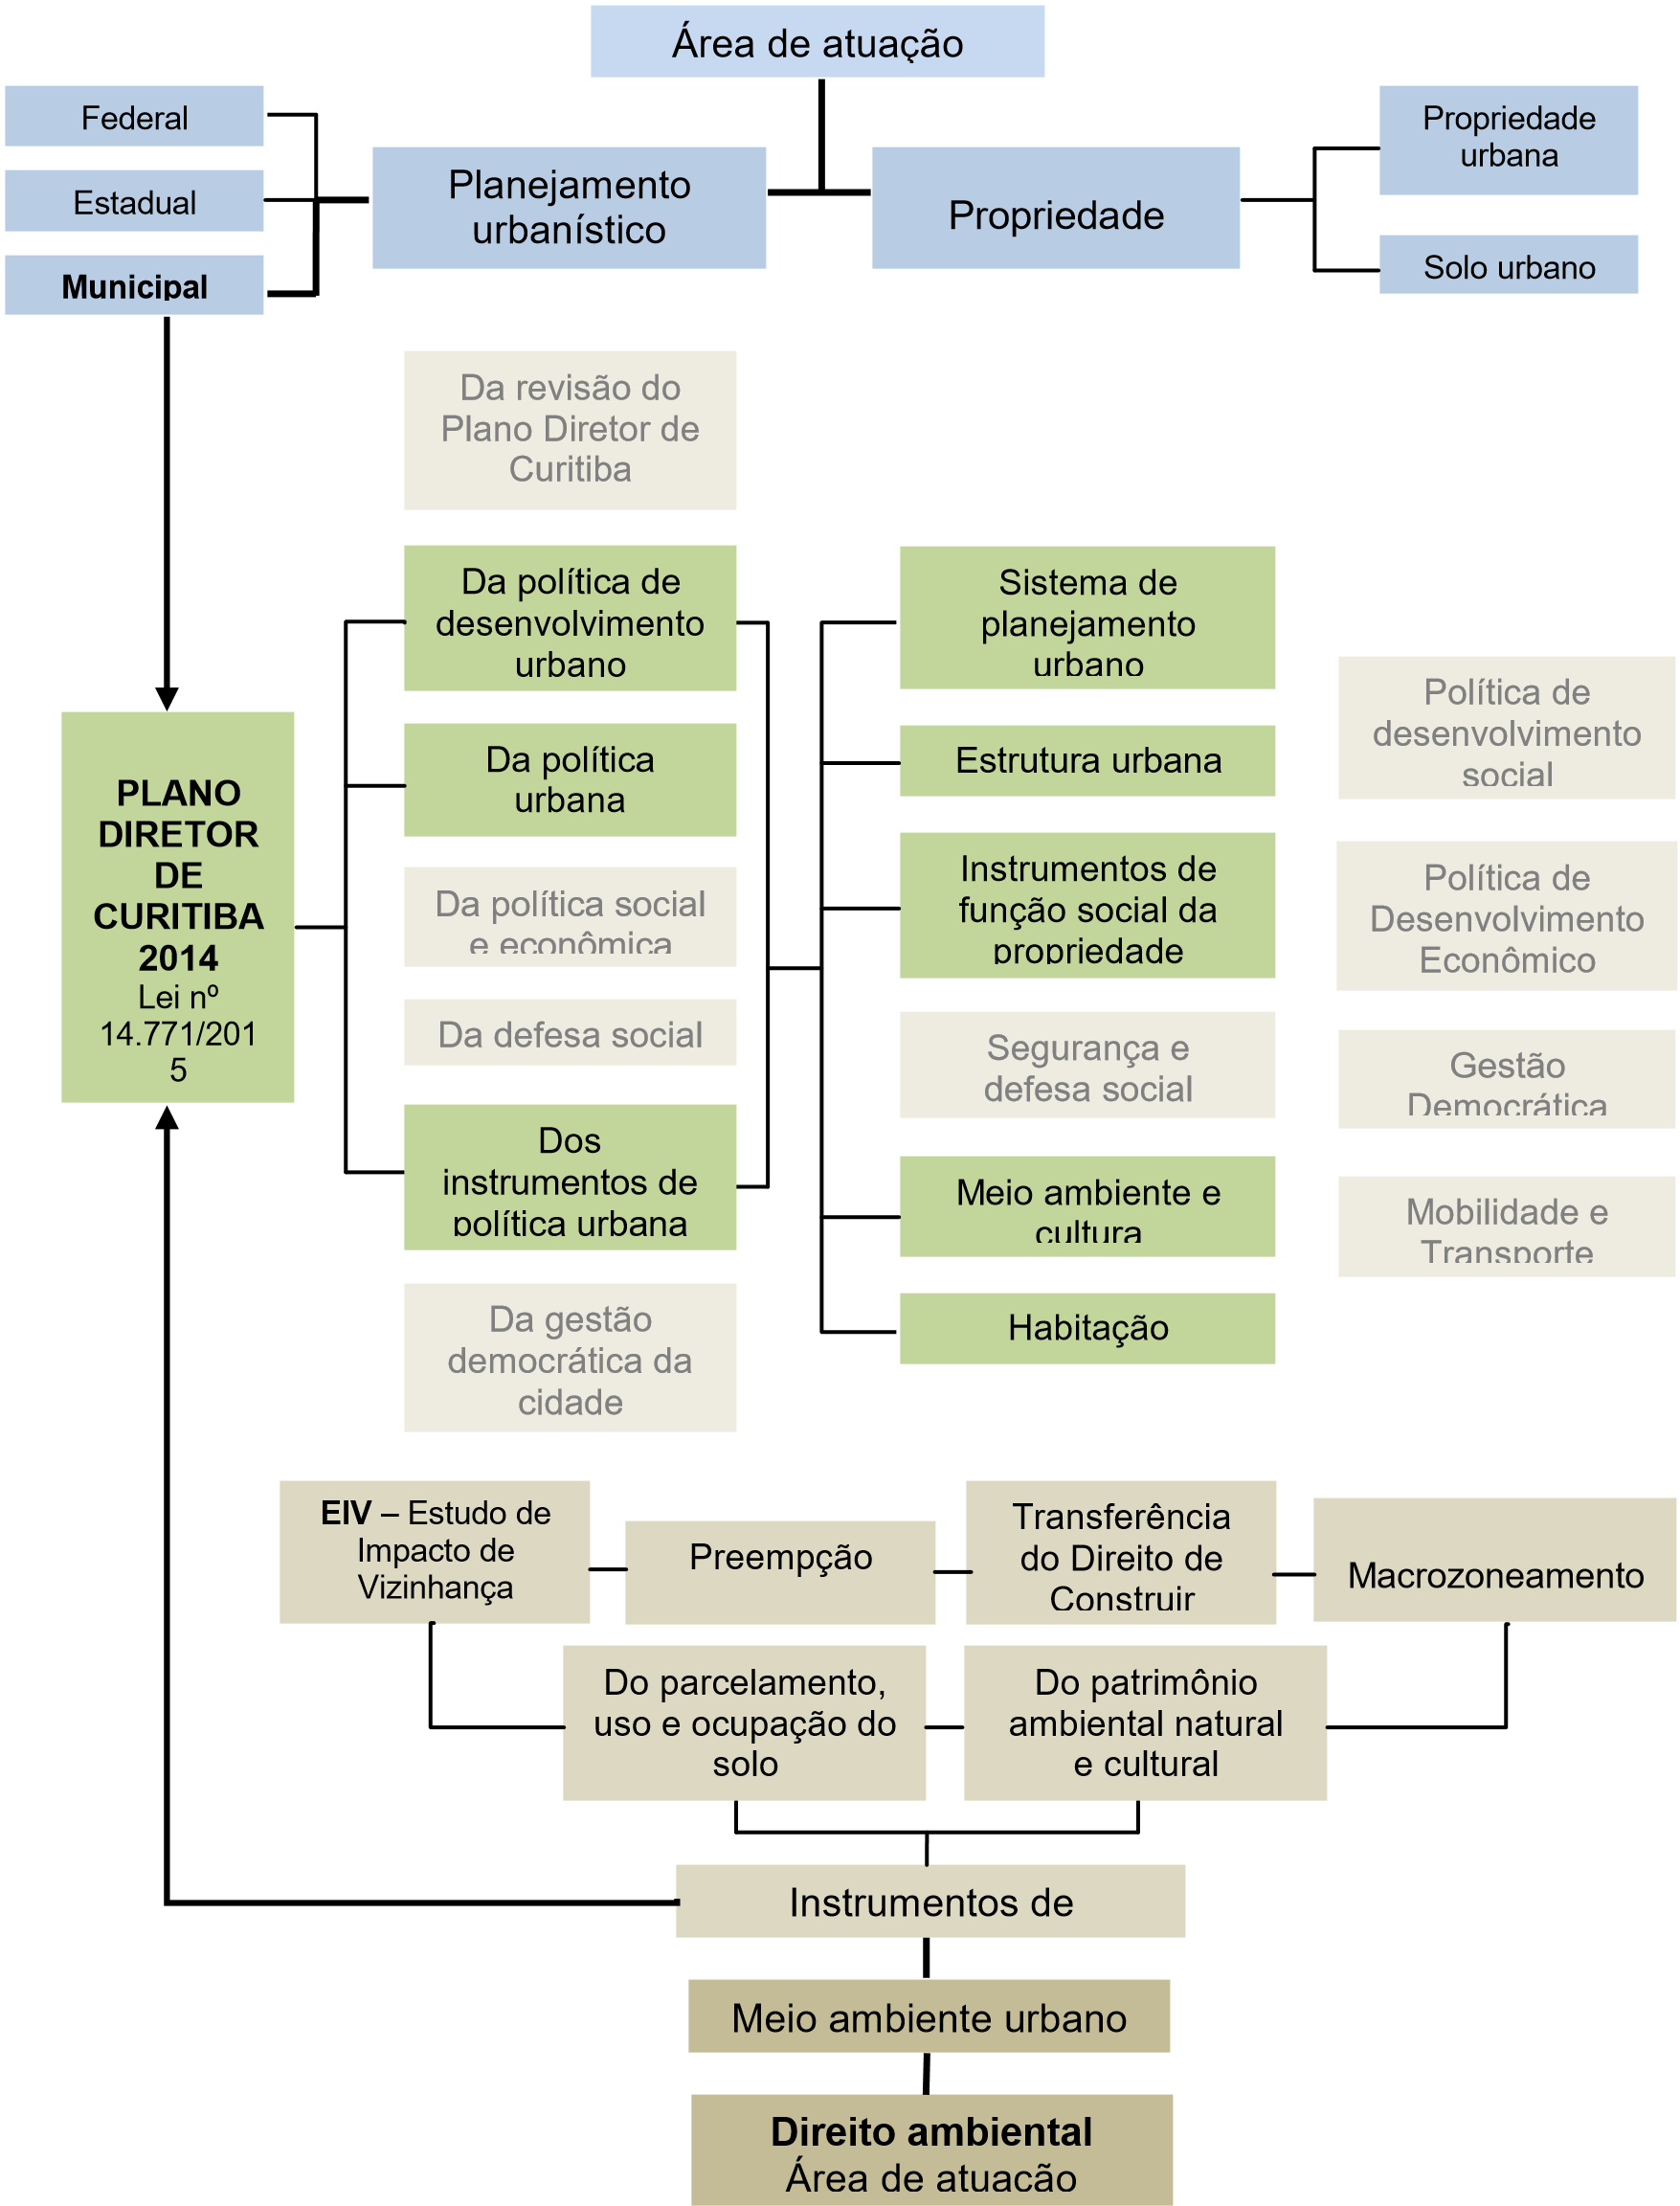 Área de atuação
Federal
Estadual
Municipal
Planejamento
urbanístico
Propriedade
Propriedade
urbana
Solo urbano
Da revisão do
Plano Diretor de
Curitiba
Da política de
desenvolvimento
urbano
Da política
urbana
Da política social
e econômica
Da defesa social
Dos
instrumentos de
política urbana
Da gestão
democrática da
cidade
PLANO
DIRETOR
DE
CURITIBA
2014
Lei nº
14.771/201
5
Sistema de
planejamento
urbano
Estrutura urbana
Instrumentos de
função social da
propriedade
Segurança e
defesa social
Meio ambiente e
cultura
Habitação
Política de
desenvolvimento
social
Política de
Desenvolvimento
Econômico
Gestão
Democrática
Mobilidade e
Transporte
EIV – Estudo de
Impacto de
Vizinhança
Preempção
Transferência
do Direito de
Construir
Macrozoneamento
Do parcelamento,
uso e ocupação do
solo
Do patrimônio
ambiental natural
e cultural
Instrumentos de
Meio ambiente urbano
Direito ambiental
Área de atuacão